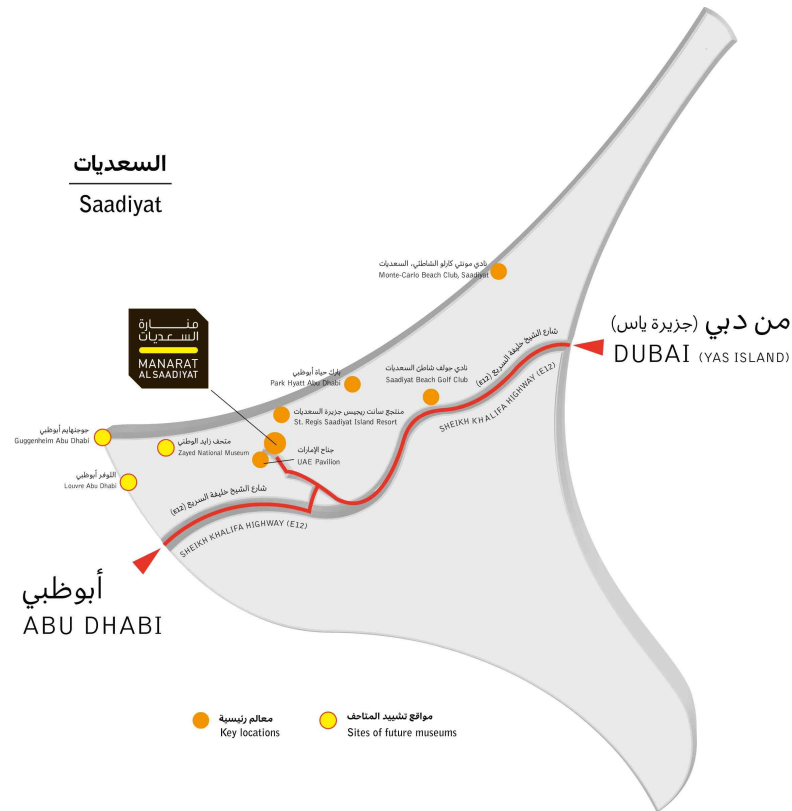 السعديات
Saadiyat
نادي مونتي كارلو الشاطئي، السعديات
Monte-Carlo Beach Club, Saadiyat
من دبي (جزيرة ياس)
DUBAI (YAS ISLAND)
منــارة
الســعديات
MANARAT
ALSAADIYAT
شارع الشيخ خليفة السريع (E12)
SHEIKH KHALIFA HIGHWAY (E12)
بارك حياة أبوظبي
Park Hyatt Abu Dhabi
نادي جولف شاطئ السعديات
Saadiyat Beach Golf Club
منتجع سانت ريجيس جزيرة السعديات
St. Regis Saadiyat Island Resort
جوجنهايم أبوظبي
Guggenheim Abu Dhabi
متحف زايد الوطني
Zayed National Museum
جناح الإمارات
UAE Pavilion
اللوفر أبوظبي
Louvre Abu Dhabi
شارع الشيخ خليفة السريع (E12)
SHEIKH KHALIFA HIGHWAY (E12)
أبوظبي
ABU DHABI
معالم رئيسية
Key locations
مواقع تشييد المتاحف
Sites of future museums